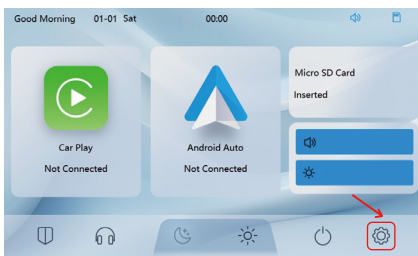 Good Morning 01-01 Sat 00:00
Car Play
Not Connected
Android Auto
Not Connected
Micro SD Card
Inserted